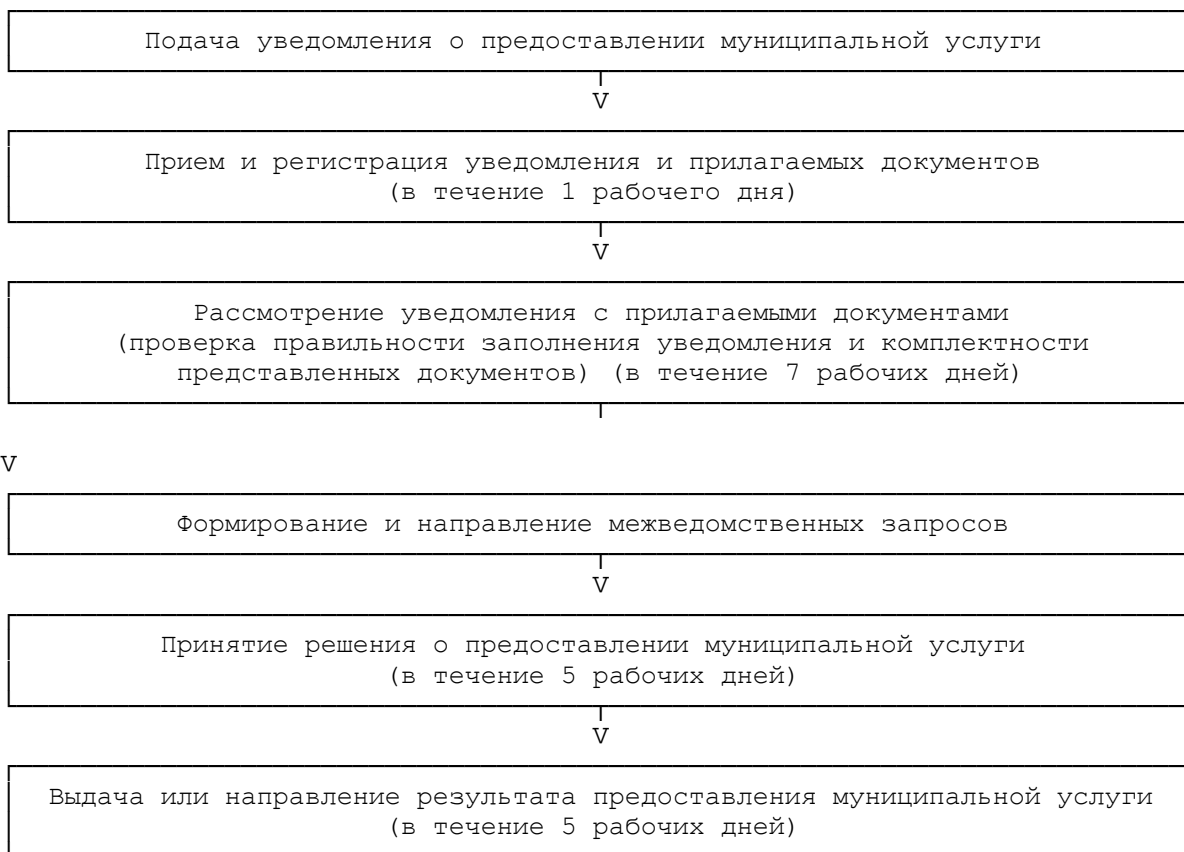 Подача уведомления о предоставлении муниципальной услуги
V
Прием и регистрация уведомления и прилагаемых документов
(в течение 1 рабочего дня)
V
Рассмотрение уведомления с прилагаемыми документами
(проверка правильности заполнения уведомления и комплектности
представленных документов) (в течение 7 рабочих дней)
V
Формирование и направление межведомственных запросов
V
Принятие решения о предоставлении муниципальной услуги
(в течение 5 рабочих дней)
V
Выдача или направление результата предоставления муниципальной услуги
(в течение 5 рабочих дней)